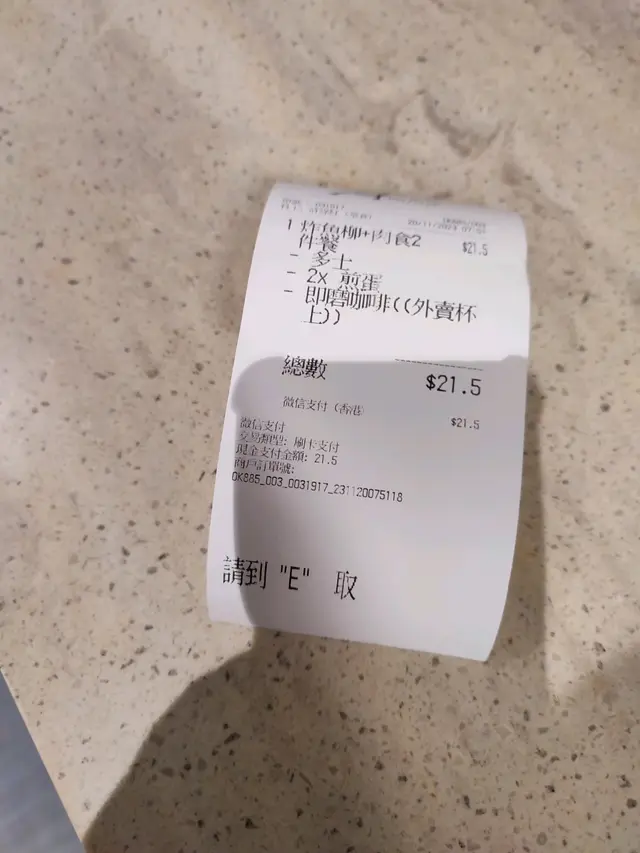 1 炸魚柳+肉食2 $21.5
件餐
- 多士
- 2X 煎蛋
- 即磨咖啡((外賣杯
上))
總數 $21.5
微信支付 (香港) $21.5
微信支付
交易類型: 刷卡支付
現金支付金額: 21.5
商戶訂單號:
OK885_003_0031917_231120075118
請到 "E" 取